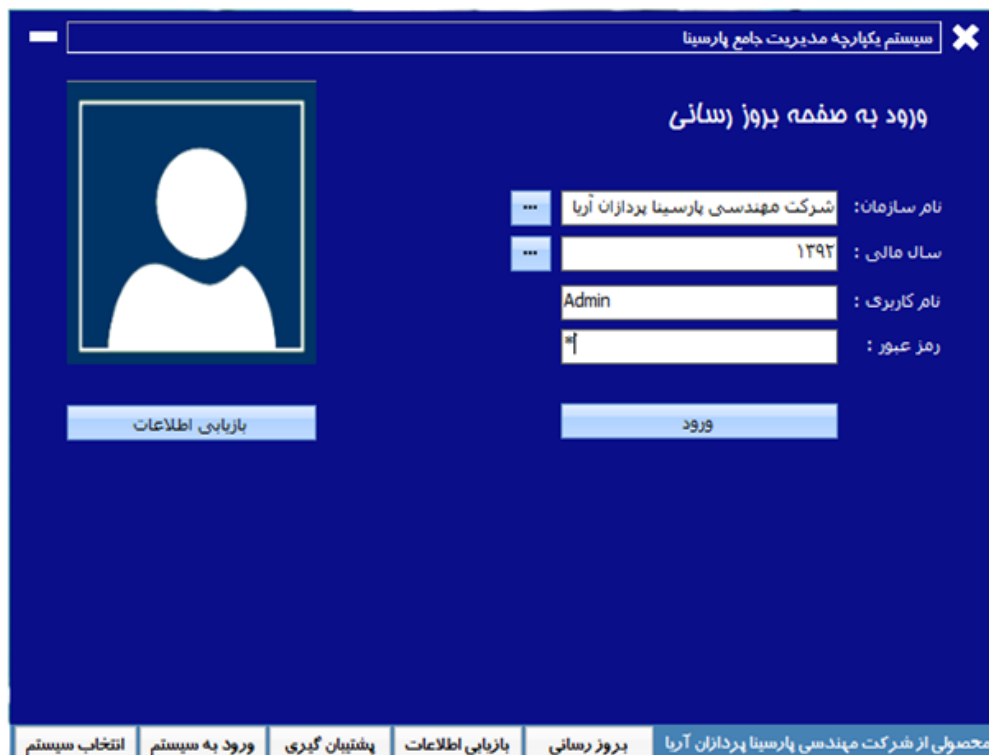 سیستم یکپارچه مدیریت جامع پارسینا
ورود به صفحه بروز رسانی
نام سازمان: شرکت مهندسی پارسینا پردازان آریا ...
سال مالی : ۱۳۹۲ ...
نام کاربری : Admin
رمز عبور : *
ورود
بازیابی اطلاعات
محصولی از شرکت مهندسی پارسینا پردازان آریا بروز رسانی بازیابی اطلاعات پشتیبان گیری ورود به سیستم انتخاب سیستم